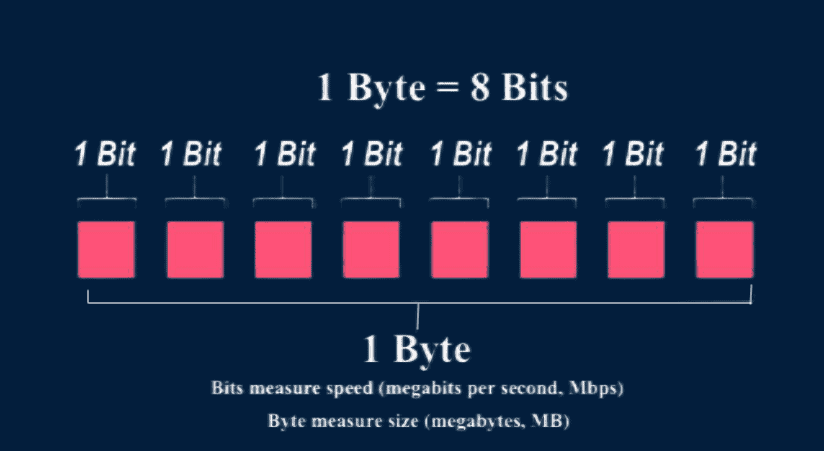 1 Byte = 8 Bits
1 Bit 1 Bit 1 Bit 1 Bit 1 Bit 1 Bit 1 Bit 1 Bit
1 Byte
Bits measure speed (megabits per second, Mbps)
Byte measure size (megabytes, MB)